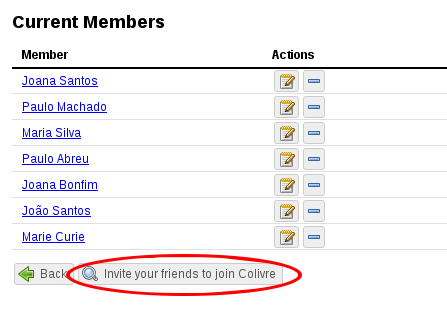 Current Members
Member Actions
Joana Santos
Paulo Machado
Maria Silva
Paulo Abreu
Joana Bonfim
João Santos
Marie Curie
Back Invite your friends to join Colivre